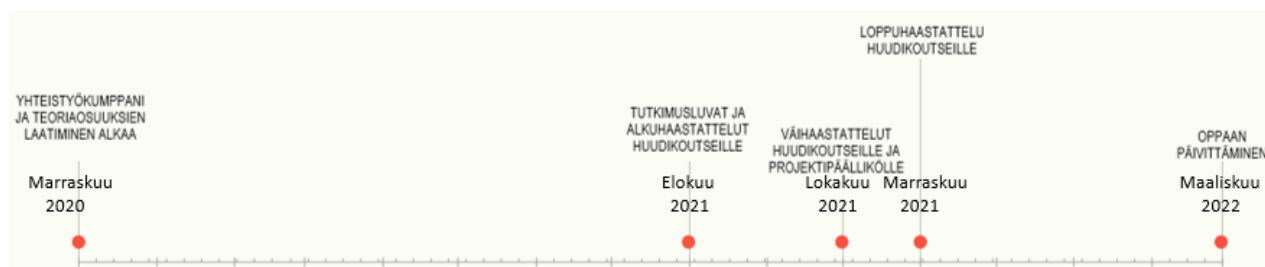 YHTEISTYÖKUMPPANI
JA TEORIAOSUUKSIEN
LAATIMINEN ALKAA
Marraskuu
2020
TUTKIMUSLUVAT JA
ALKUHAASTATTELUT
HUUDIKOUTSEILLE
Elokuu
2021
VÄIHAASTATTELUT
HUUDIKOUTSEILLE JA
PROJEKTIPÄÄLLIKÖLLE
Lokakuu
2021
LOPPUHAASTATTELU
HUUDIKOUTSEILLE
Marraskuu
2021
OPPAAN
PÄIVITTÄMINEN
Maaliskuu
2022